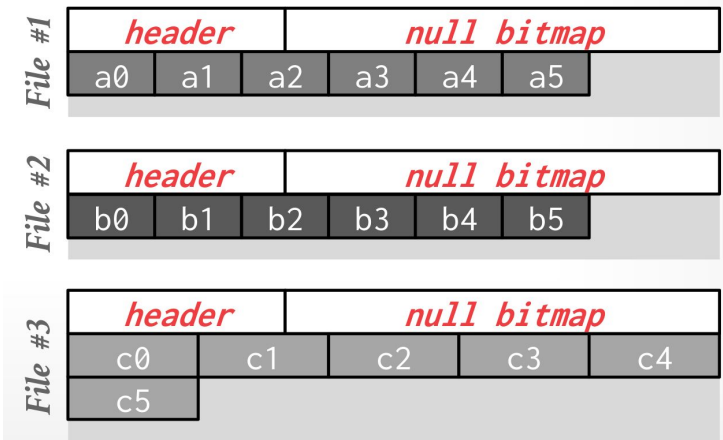 File #1
header null bitmap
a0 a1 a2 a3 a4 a5
File #2
header null bitmap
b0 b1 b2 b3 b4 b5
File #3
header null bitmap
c0 c1 c2 c3 c4
c5